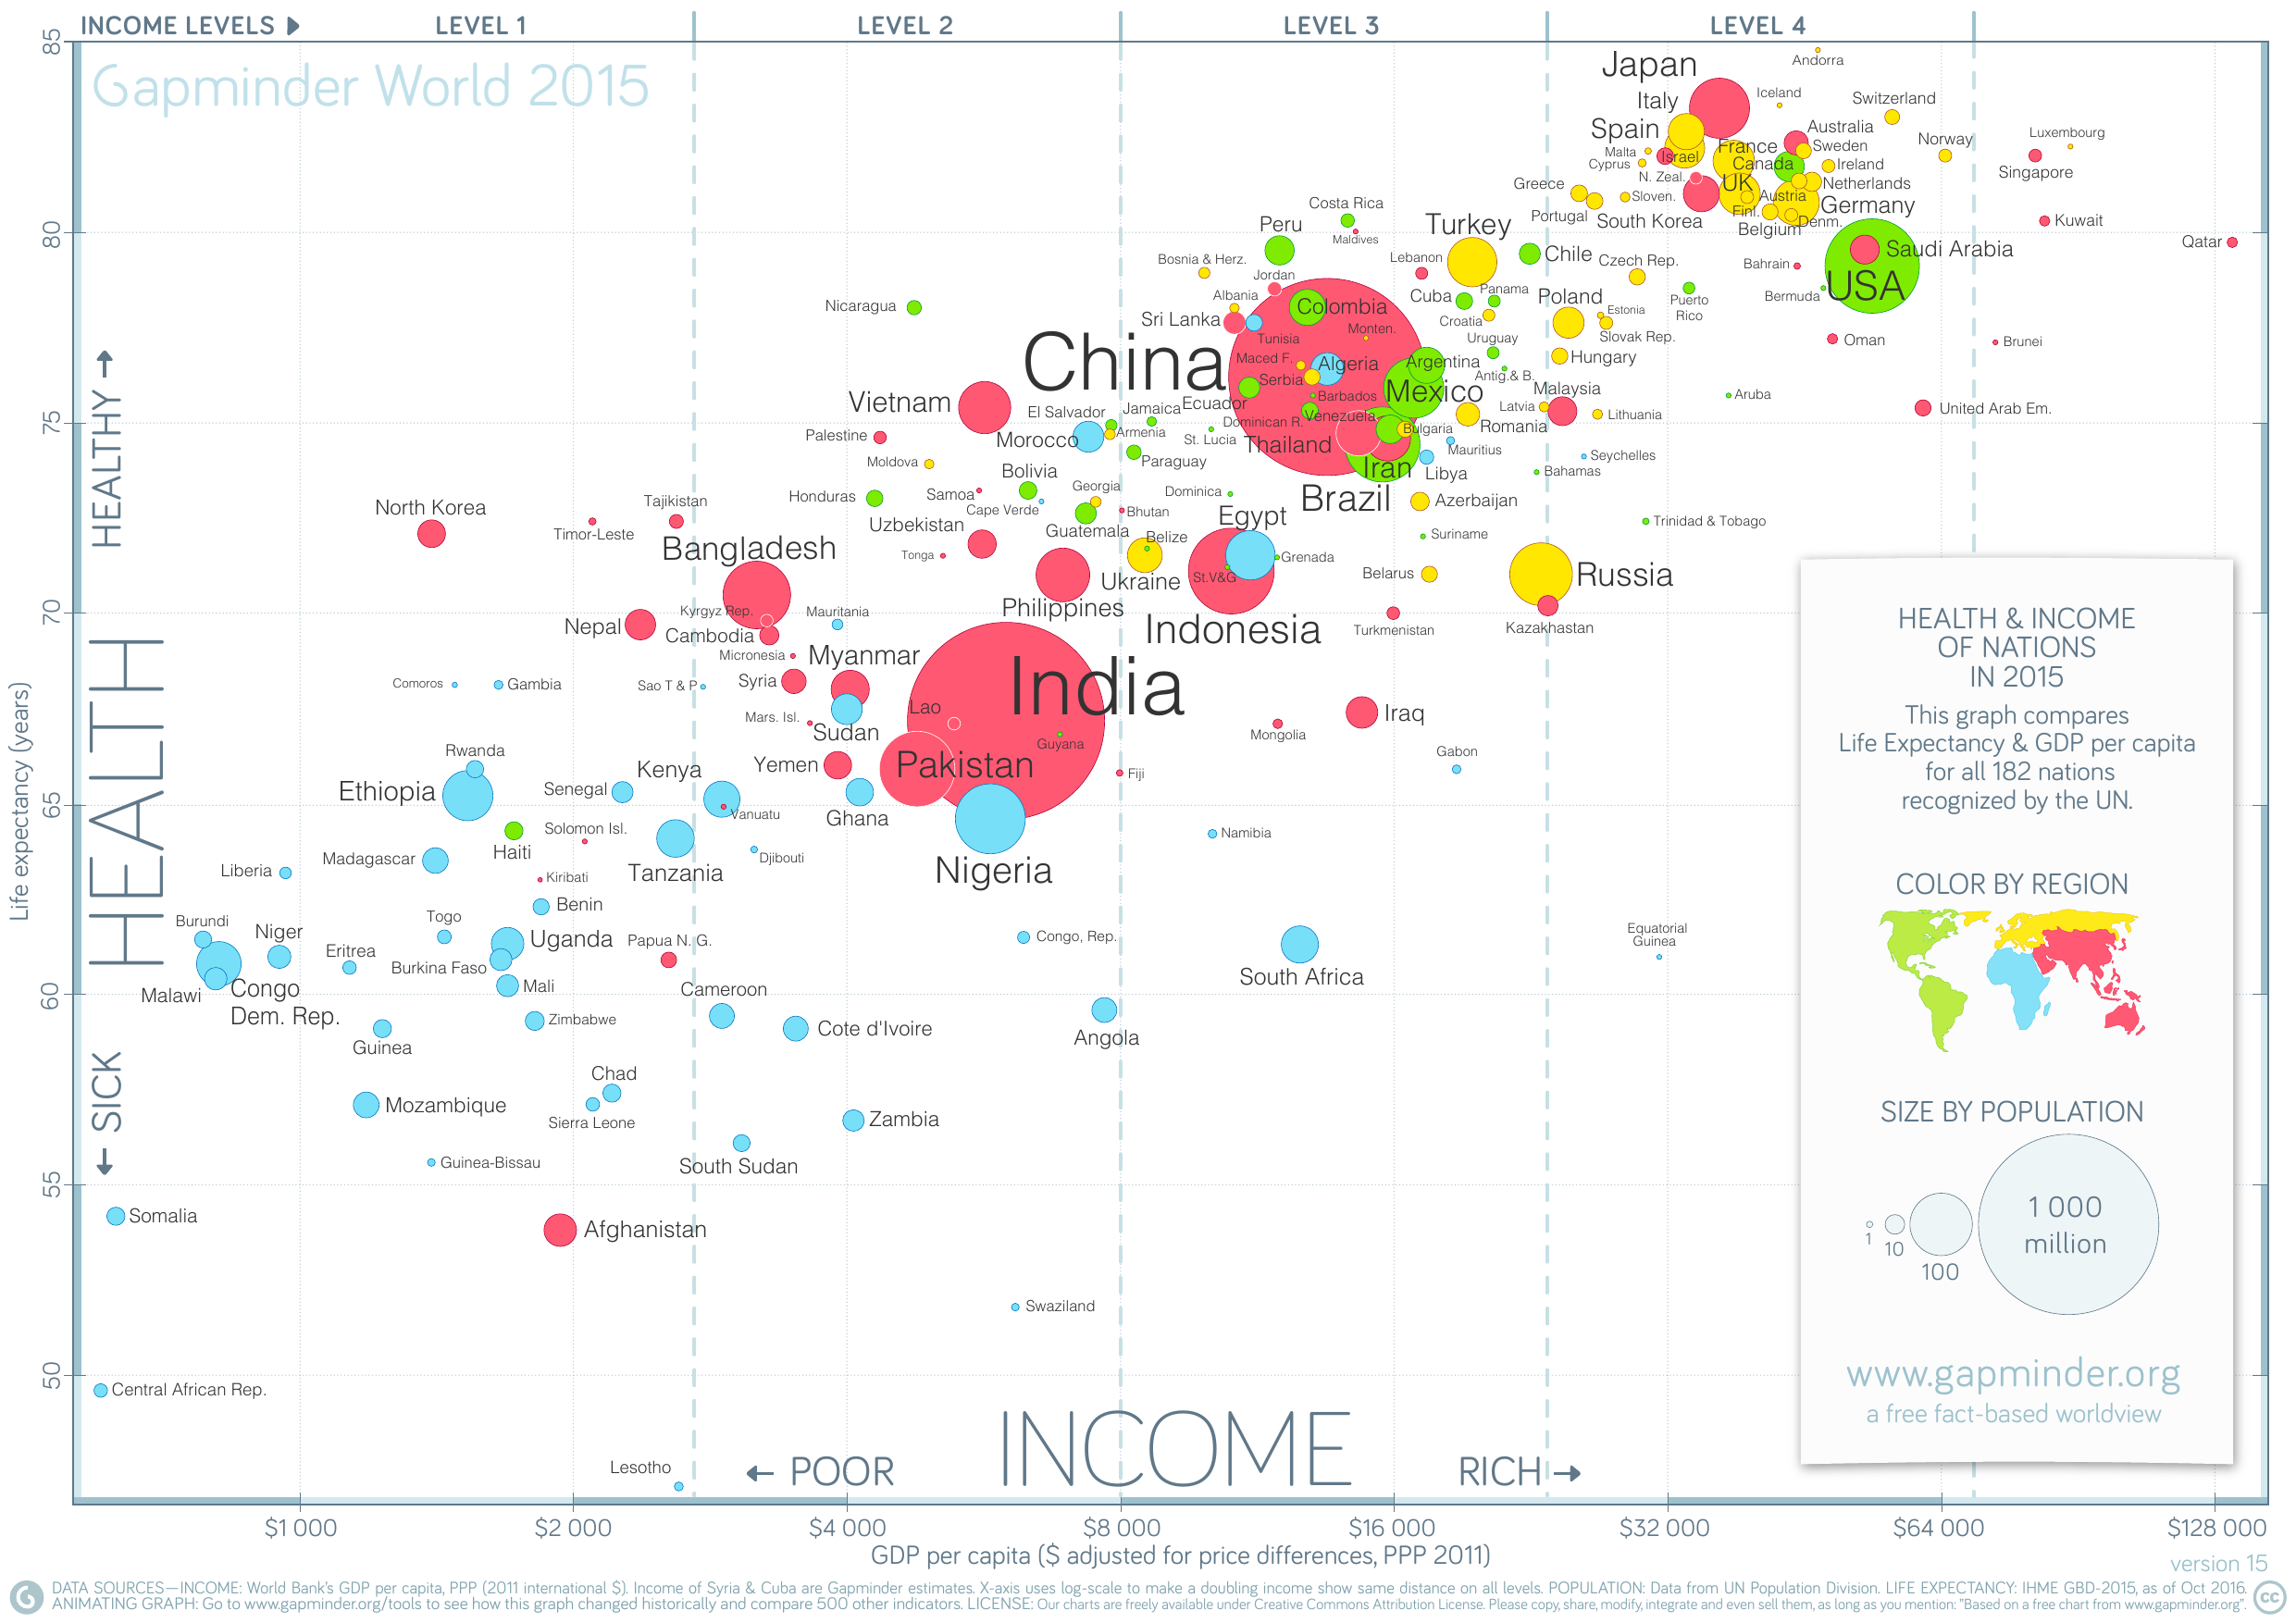 INCOME LEVELS ▶ LEVEL 1 LEVEL 2 LEVEL 3 LEVEL 4
Gapminder World 2015
85
80
75
70
65
60
55
50
Life expectancy (years)
HEALTH
HEALTHY →
← SICK
Andorra
Japan
Iceland
Italy
Switzerland
Spain
Australia
Luxembourg
Norway
France
Sweden
Malta
Israel
Cyprus
Canada
Ireland
Singapore
N. Zeal.
UK
Netherlands
Greece
Sloven.
Austria
Germany
Portugal
South Korea
Finl.
Denm.
Belgium
Kuwait
Costa Rica
Peru
Turkey
Maldives
Qatar
Saudi Arabia
Chile
Bosnia & Herz.
Lebanon
Czech Rep.
Bahrain
Jordan
USA
Albania
Cuba
Panama
Poland
Puerto
Rico
Bermuda
Nicaragua
Colombia
Estonia
Sri Lanka
Croatia
Monten.
Slovak Rep.
Tunisia
Uruguay
Oman
Brunei
China
Maced F.
Algeria
Argentina
Hungary
Serbia
Antig.& B.
Mexico
Malaysia
Aruba
Barbados
Vietnam
Ecuador
El Salvador
Jamaica
Latvia
Lithuania
United Arab Em.
Venezuela
Dominican R.
Bulgaria
Romania
Palestine
Morocco
Armenia
St. Lucia
Thailand
Mauritius
Moldova
Paraguay
Seychelles
Iran
Libya
Bolivia
Bahamas
Honduras
Samoa
Georgia
Dominica
Brazil
Azerbaijan
Cape Verde
North Korea
Tajikistan
Bhutan
Egypt
Uzbekistan
Guatemala
Trinidad & Tobago
Timor-Leste
Belize
Suriname
Bangladesh
Tonga
Grenada
Ukraine
St.V&G
Belarus
Russia
Philippines
Kyrgyz Rep.
Mauritania
Nepal
Cambodia
Indonesia
Turkmenistan
Kazakhstan
Micronesia
Myanmar
Comoros
Gambia
Sao T & P
Syria
India
Lao
Mars. Isl.
Sudan
Iraq
Mongolia
Guyana
Rwanda
Gabon
Yemen
Pakistan
Kenya
Fiji
Ethiopia
Senegal
Vanuatu
Ghana
Solomon Isl.
Namibia
Haiti
Madagascar
Djibouti
Liberia
Tanzania
Nigeria
Kiribati
Benin
Burundi
Togo
Niger
Uganda
Papua N. G.
Congo, Rep.
Equatorial
Guinea
Eritrea
Burkina Faso
South Africa
Malawi
Congo
Dem. Rep.
Mali
Cameroon
Zimbabwe
Cote d'Ivoire
Angola
Guinea
Chad
Mozambique
Sierra Leone
Zambia
Guinea-Bissau
South Sudan
Somalia
Afghanistan
Swaziland
Central African Rep.
Lesotho
HEALTH & INCOME
OF NATIONS
IN 2015
This graph compares
Life Expectancy & GDP per capita
for all 182 nations
recognized by the UN.
COLOR BY REGION
SIZE BY POPULATION
1
10
100
1 000
million
www.gapminder.org
a free fact-based worldview
← POOR INCOME RICH →
$1 000 $2 000 $4 000 $8 000 $16 000 $32 000 $64 000 $128 000
GDP per capita ($ adjusted for price differences, PPP 2011)
version 15
DATA SOURCES—INCOME: World Bank's GDP per capita, PPP (2011 international $). Income of Syria & Cuba are Gapminder estimates. X-axis uses log-scale to make a doubling income show same distance on all levels. POPULATION: Data from UN Population Division. LIFE EXPECTANCY: IHME GBD-2015, as of Oct 2016.
ANIMATING GRAPH: Go to www.gapminder.org/tools to see how this graph changed historically and compare 500 other indicators. LICENSE: Our charts are freely available under Creative Commons Attribution License. Please copy, share, modify, integrate and even sell them, as long as you mention: "Based on a free chart from www.gapminder.org".
cc